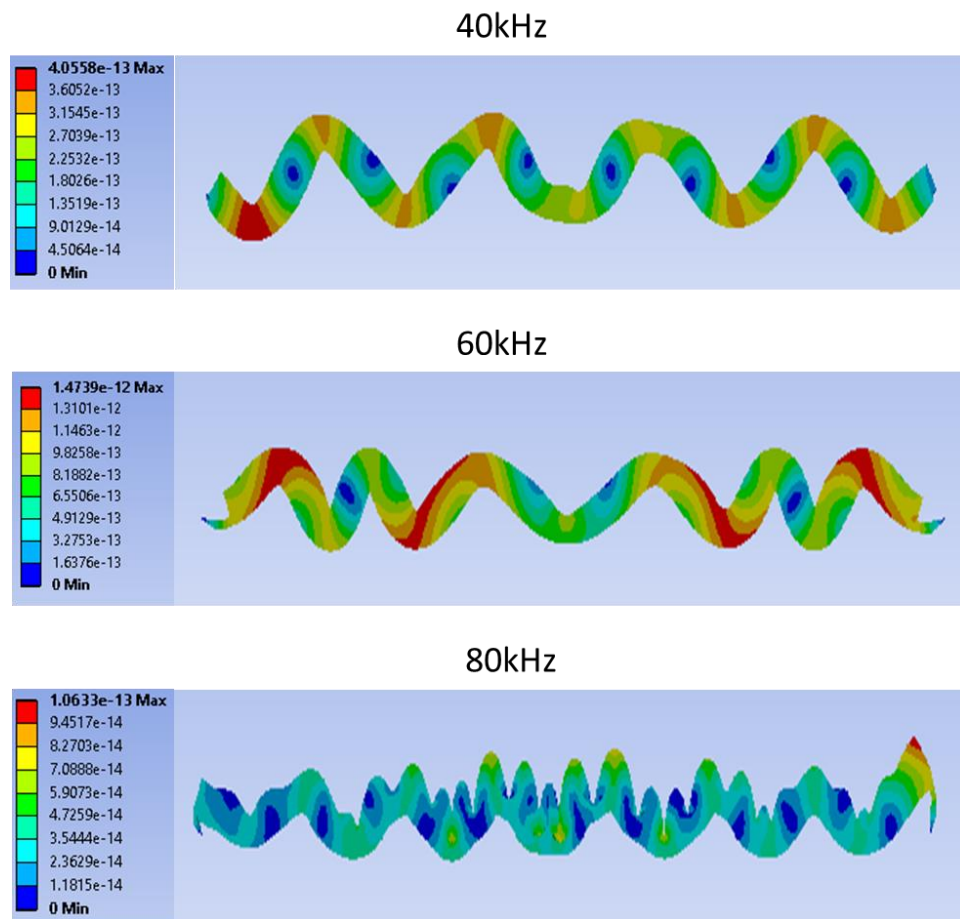 40kHz
4.0558e-13 Max
3.6052e-13
3.1545e-13
2.7039e-13
2.2532e-13
1.8026e-13
1.3519e-13
9.0129e-14
4.5064e-14
0 Min
60kHz
1.4739e-12 Max
1.3101e-12
1.1463e-12
9.8258e-13
8.1882e-13
6.5506e-13
4.9129e-13
3.2753e-13
1.6376e-13
0 Min
80kHz
1.0633e-13 Max
9.4517e-14
8.2703e-14
7.0888e-14
5.9073e-14
4.7259e-14
3.5444e-14
2.3629e-14
1.1815e-14
0 Min